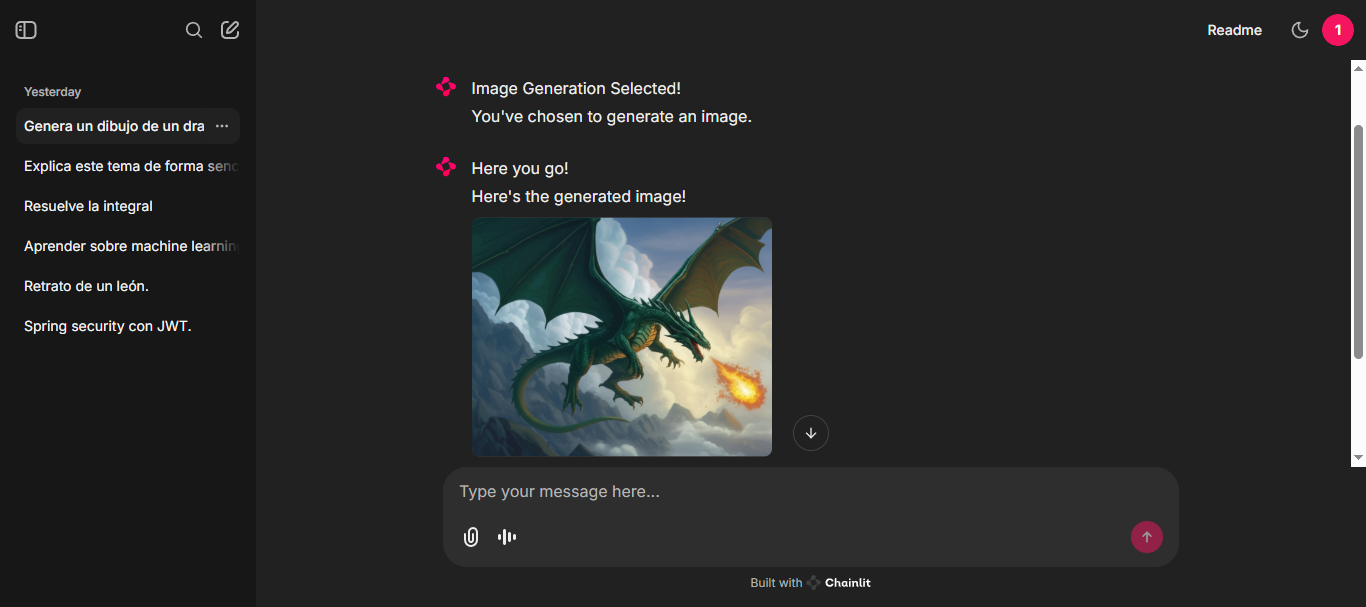 Readme
1
Yesterday
Genera un dibujo de un dra
Explica este tema de forma
Resuelve la integral
Aprender sobre machine
Retrato de un león.
Spring security con JWT.
Image Generation Selected!
You've chosen to generate an image.
Here you go!
Here's the generated image!
Type your message here...
Built with Chainlit